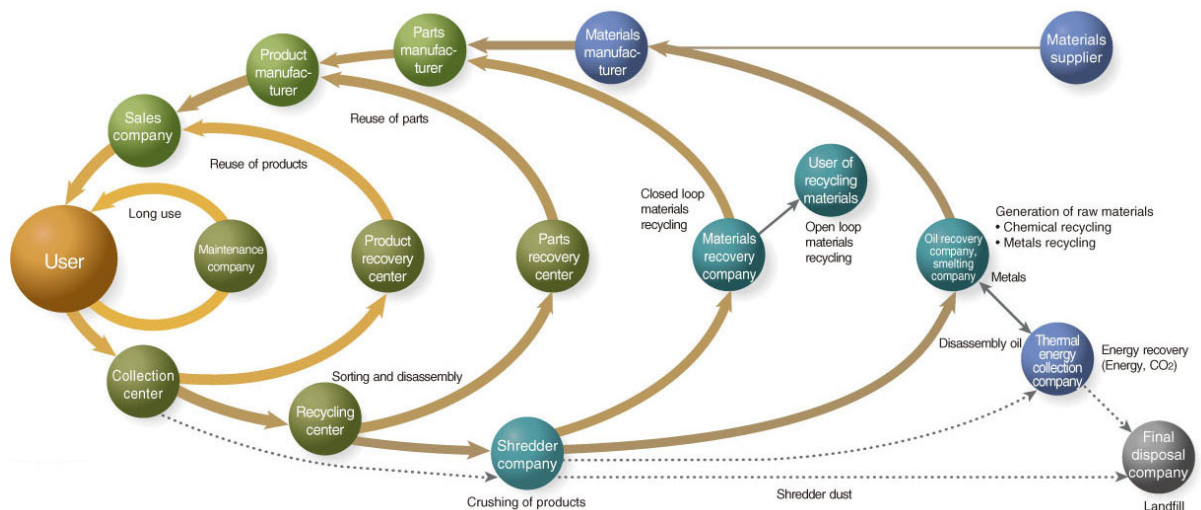 Parts
manufac-
turer
Materials
manufac-
turer
Materials
supplier
Product
manufac-
turer
Sales
company
Reuse of parts
Reuse of products
User of
recycling
materials
Long use
Closed loop
materials
recycling
Generation of raw materials
• Chemical recycling
• Metals recycling
User
Maintenance
company
Product
recovery
center
Parts
recovery
center
Materials
recovery
company
Open loop
materials
recycling
Oil recovery
company,
smelting
company
Metals
Disassembly oil
Thermal
energy
collection
company
Energy recovery
(Energy, CO2)
Collection
center
Sorting and disassembly
Recycling
center
Shredder
company
Final
disposal
company
Crushing of products
Shredder dust
Landfill